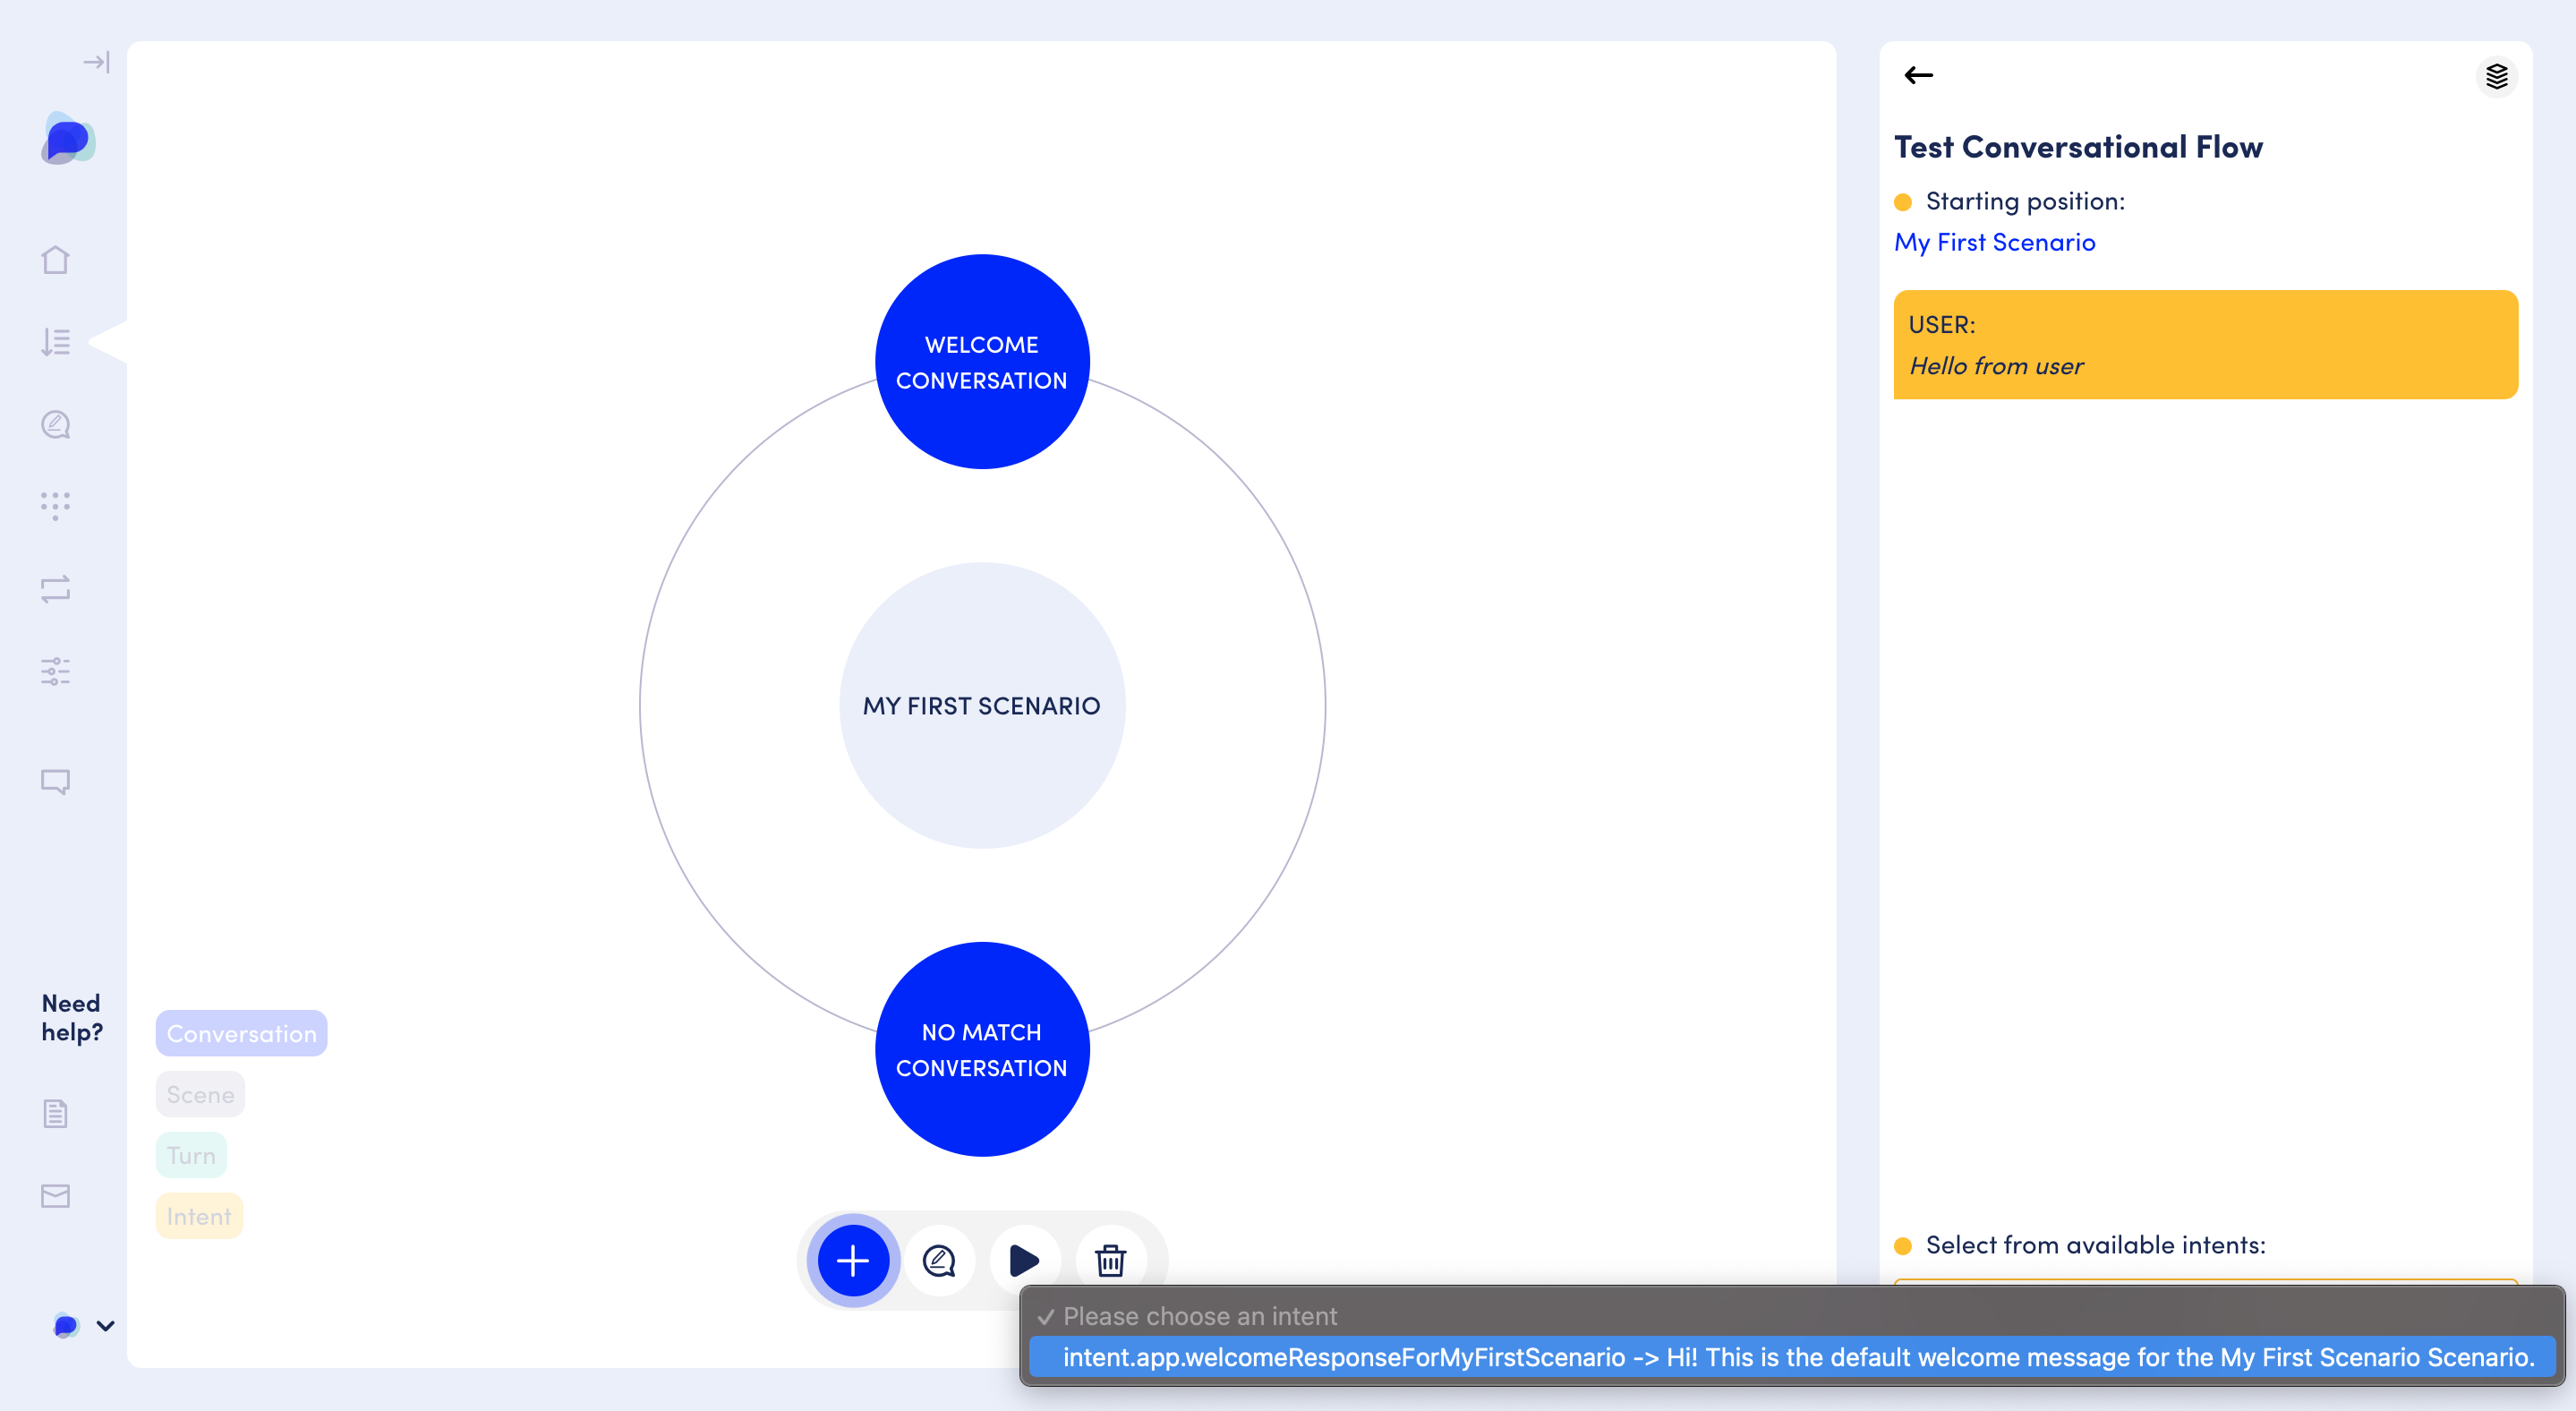 Need
help?
WELCOME
CONVERSATION
MY FIRST SCENARIO
NO MATCH
CONVERSATION
Conversation
Scene
Turn
Intent
Test Conversational Flow
Starting position:
My First Scenario
USER:
Hello from user
Select from available intents:
✓ Please choose an intent
intent.app.welcomeResponseForMyFirstScenario -> Hi! This is the default welcome message for the My First Scenario Scenario.